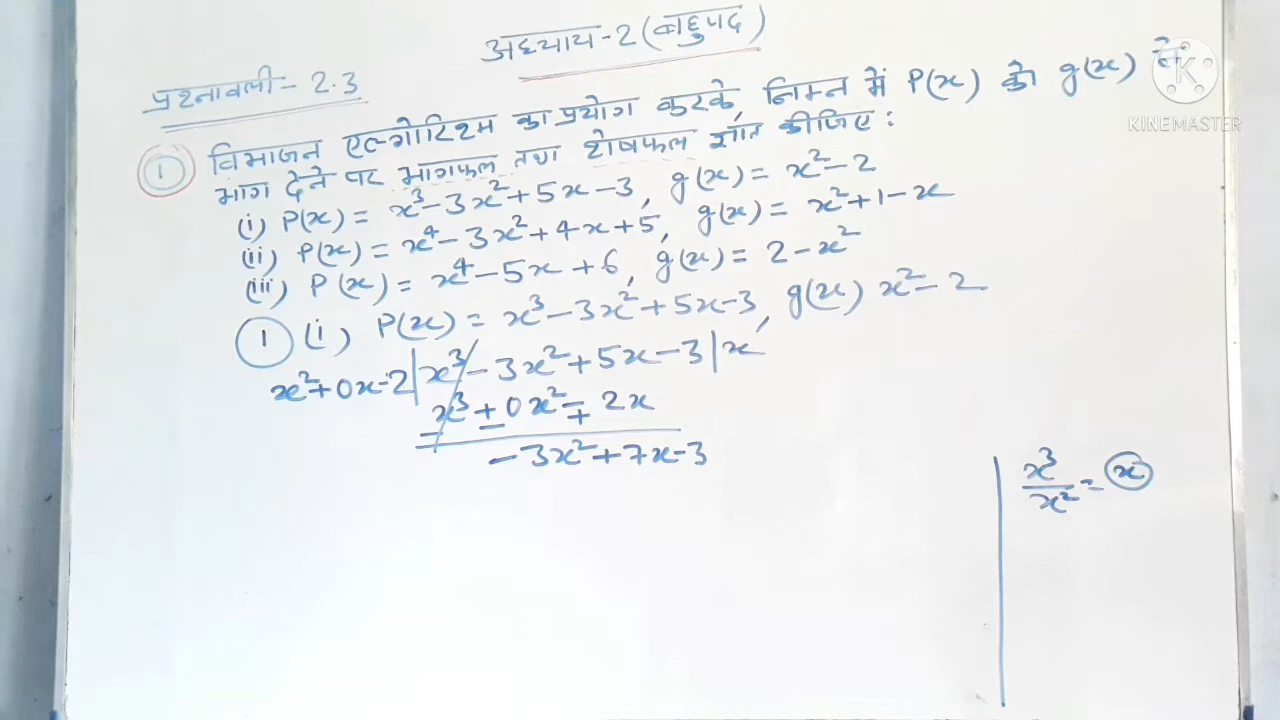 अध्याय-2 (बहुपद)
प्रश्नावली- 2.3
① विभाजन एल्गोरिथ्म का प्रयोग करके, निम्न में P(x) को g(x) से
भाग देने पर भागफल तथा शेषफल ज्ञात कीजिए :
(i) P(x) = x³-3x²+5x-3, g(x) = x²-2
(ii) P(x) = x⁴-3x²+4x+5, g(x) = x²+1-x
(iii) P(x) = x⁴-5x+6, g(x) = 2-x²
① (i) P(x) = x³-3x²+5x-3, g(x) x²-2
x²+0x-2|x³-3x²+5x-3|x
x³+0x²-2x
- - +
-3x²+7x-3
x³/x² = x
K
KINEMASTER